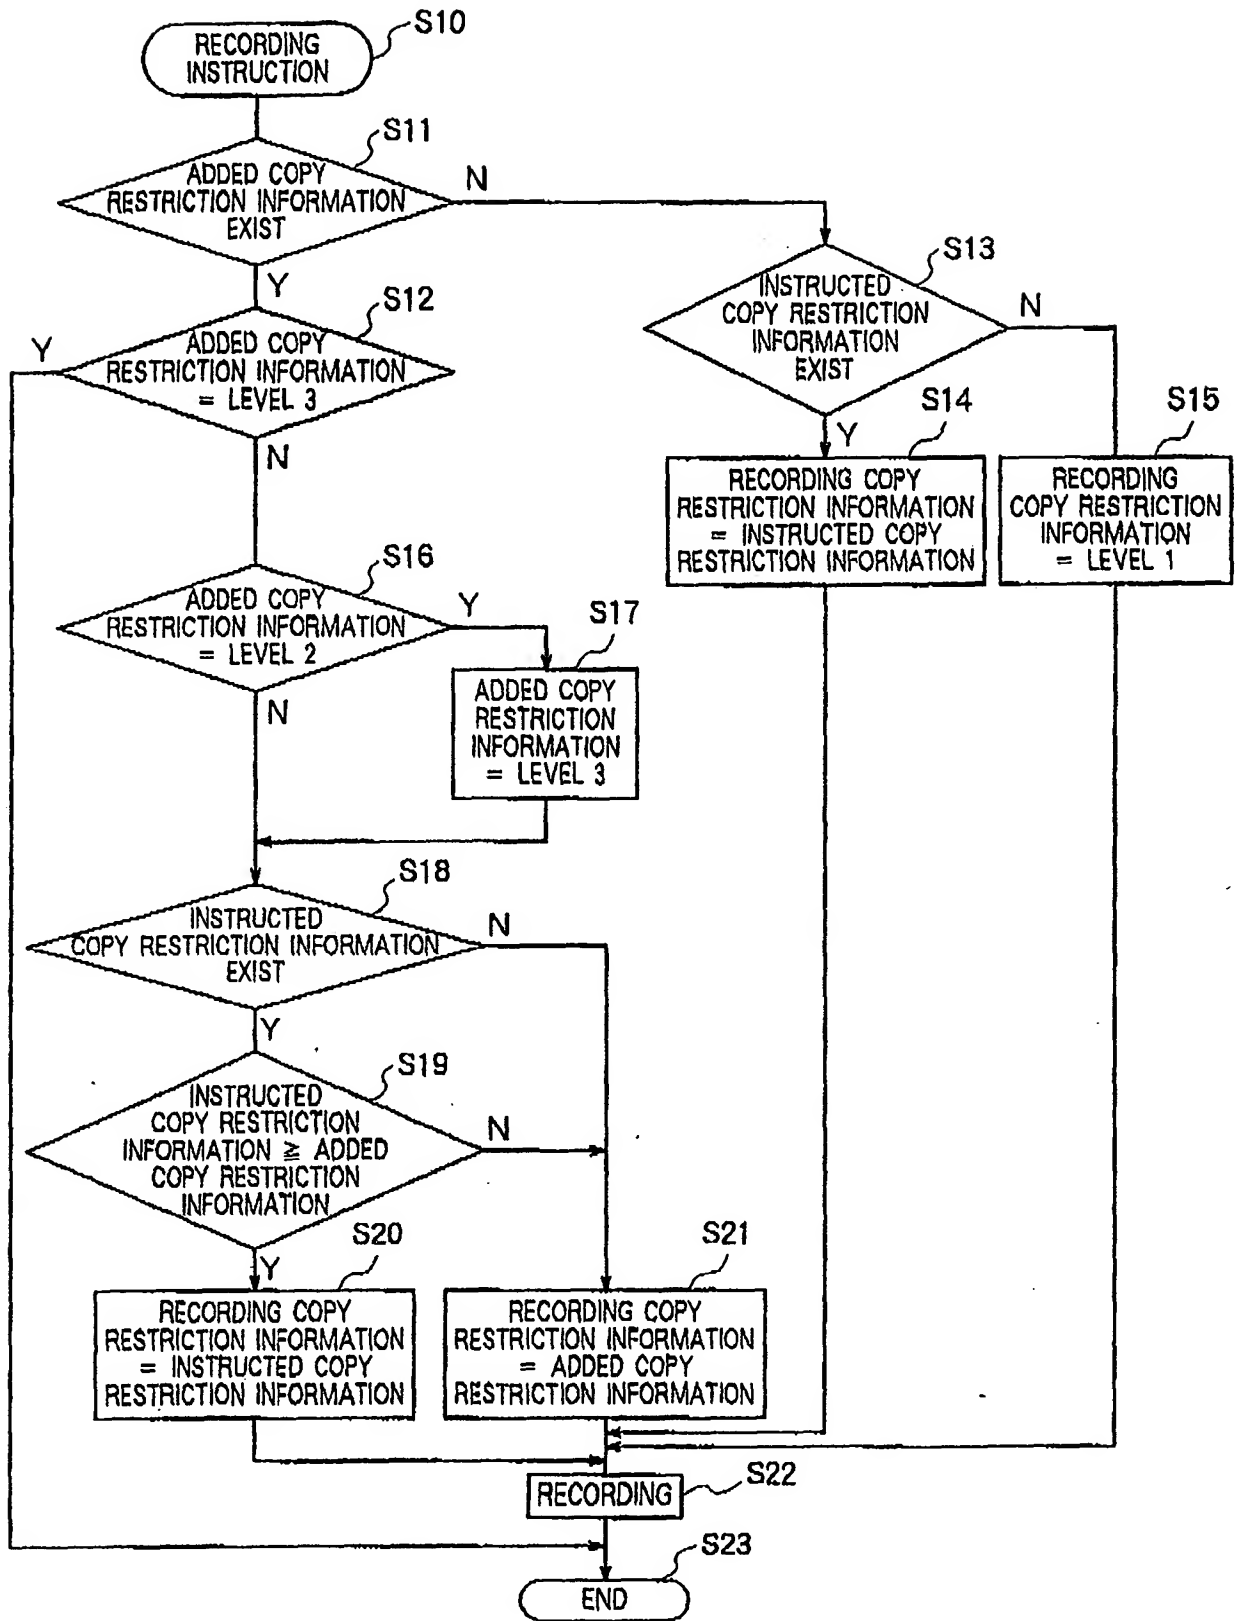 S10
RECORDING
INSTRUCTION
S11
ADDED COPY
RESTRICTION INFORMATION
EXIST
N
Y
S12
Y
ADDED COPY
RESTRICTION INFORMATION
= LEVEL 3
N
S13
INSTRUCTED
COPY RESTRICTION
INFORMATION
EXIST
N
Y
S14
RECORDING COPY
RESTRICTION INFORMATION
= INSTRUCTED COPY
RESTRICTION INFORMATION
S15
RECORDING
COPY RESTRICTION
INFORMATION
= LEVEL 1
S16
ADDED COPY
RESTRICTION INFORMATION
= LEVEL 2
Y
N
S17
ADDED COPY
RESTRICTION
INFORMATION
= LEVEL 3
S18
INSTRUCTED
COPY RESTRICTION INFORMATION
EXIST
N
Y
S19
INSTRUCTED
COPY RESTRICTION
INFORMATION ≧ ADDED
COPY RESTRICTION
INFORMATION
N
Y
S20
RECORDING COPY
RESTRICTION INFORMATION
= INSTRUCTED COPY
RESTRICTION INFORMATION
S21
RECORDING COPY
RESTRICTION INFORMATION
= ADDED COPY
RESTRICTION INFORMATION
S22
RECORDING
S23
END